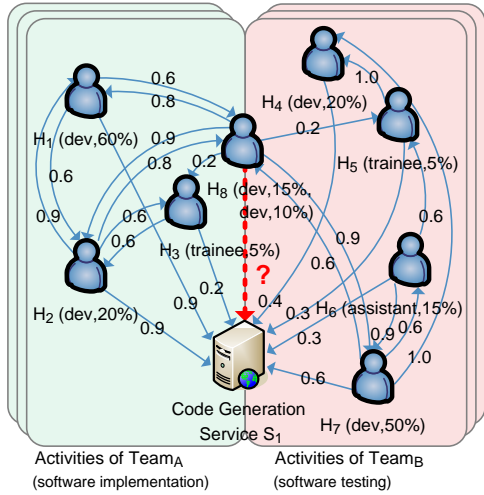 0.6
0.8
H1 (dev,60%)
0.9
0.8
0.6
0.9
0.2
H8 (dev,15%,
dev,10%)
0.6
0.6
H3 (trainee,5%)
H2 (dev,20%)
0.9
0.9
0.2
?
1.0
H4 (dev,20%)
0.2
H5 (trainee,5%)
0.9
0.6
0.6
0.4
H6 (assistant,15%)
0.3
0.3
0.9
0.6
1.0
0.6
H7 (dev,50%)
Code Generation
Service S1
Activities of TeamA
(software implementation)
Activities of TeamB
(software testing)